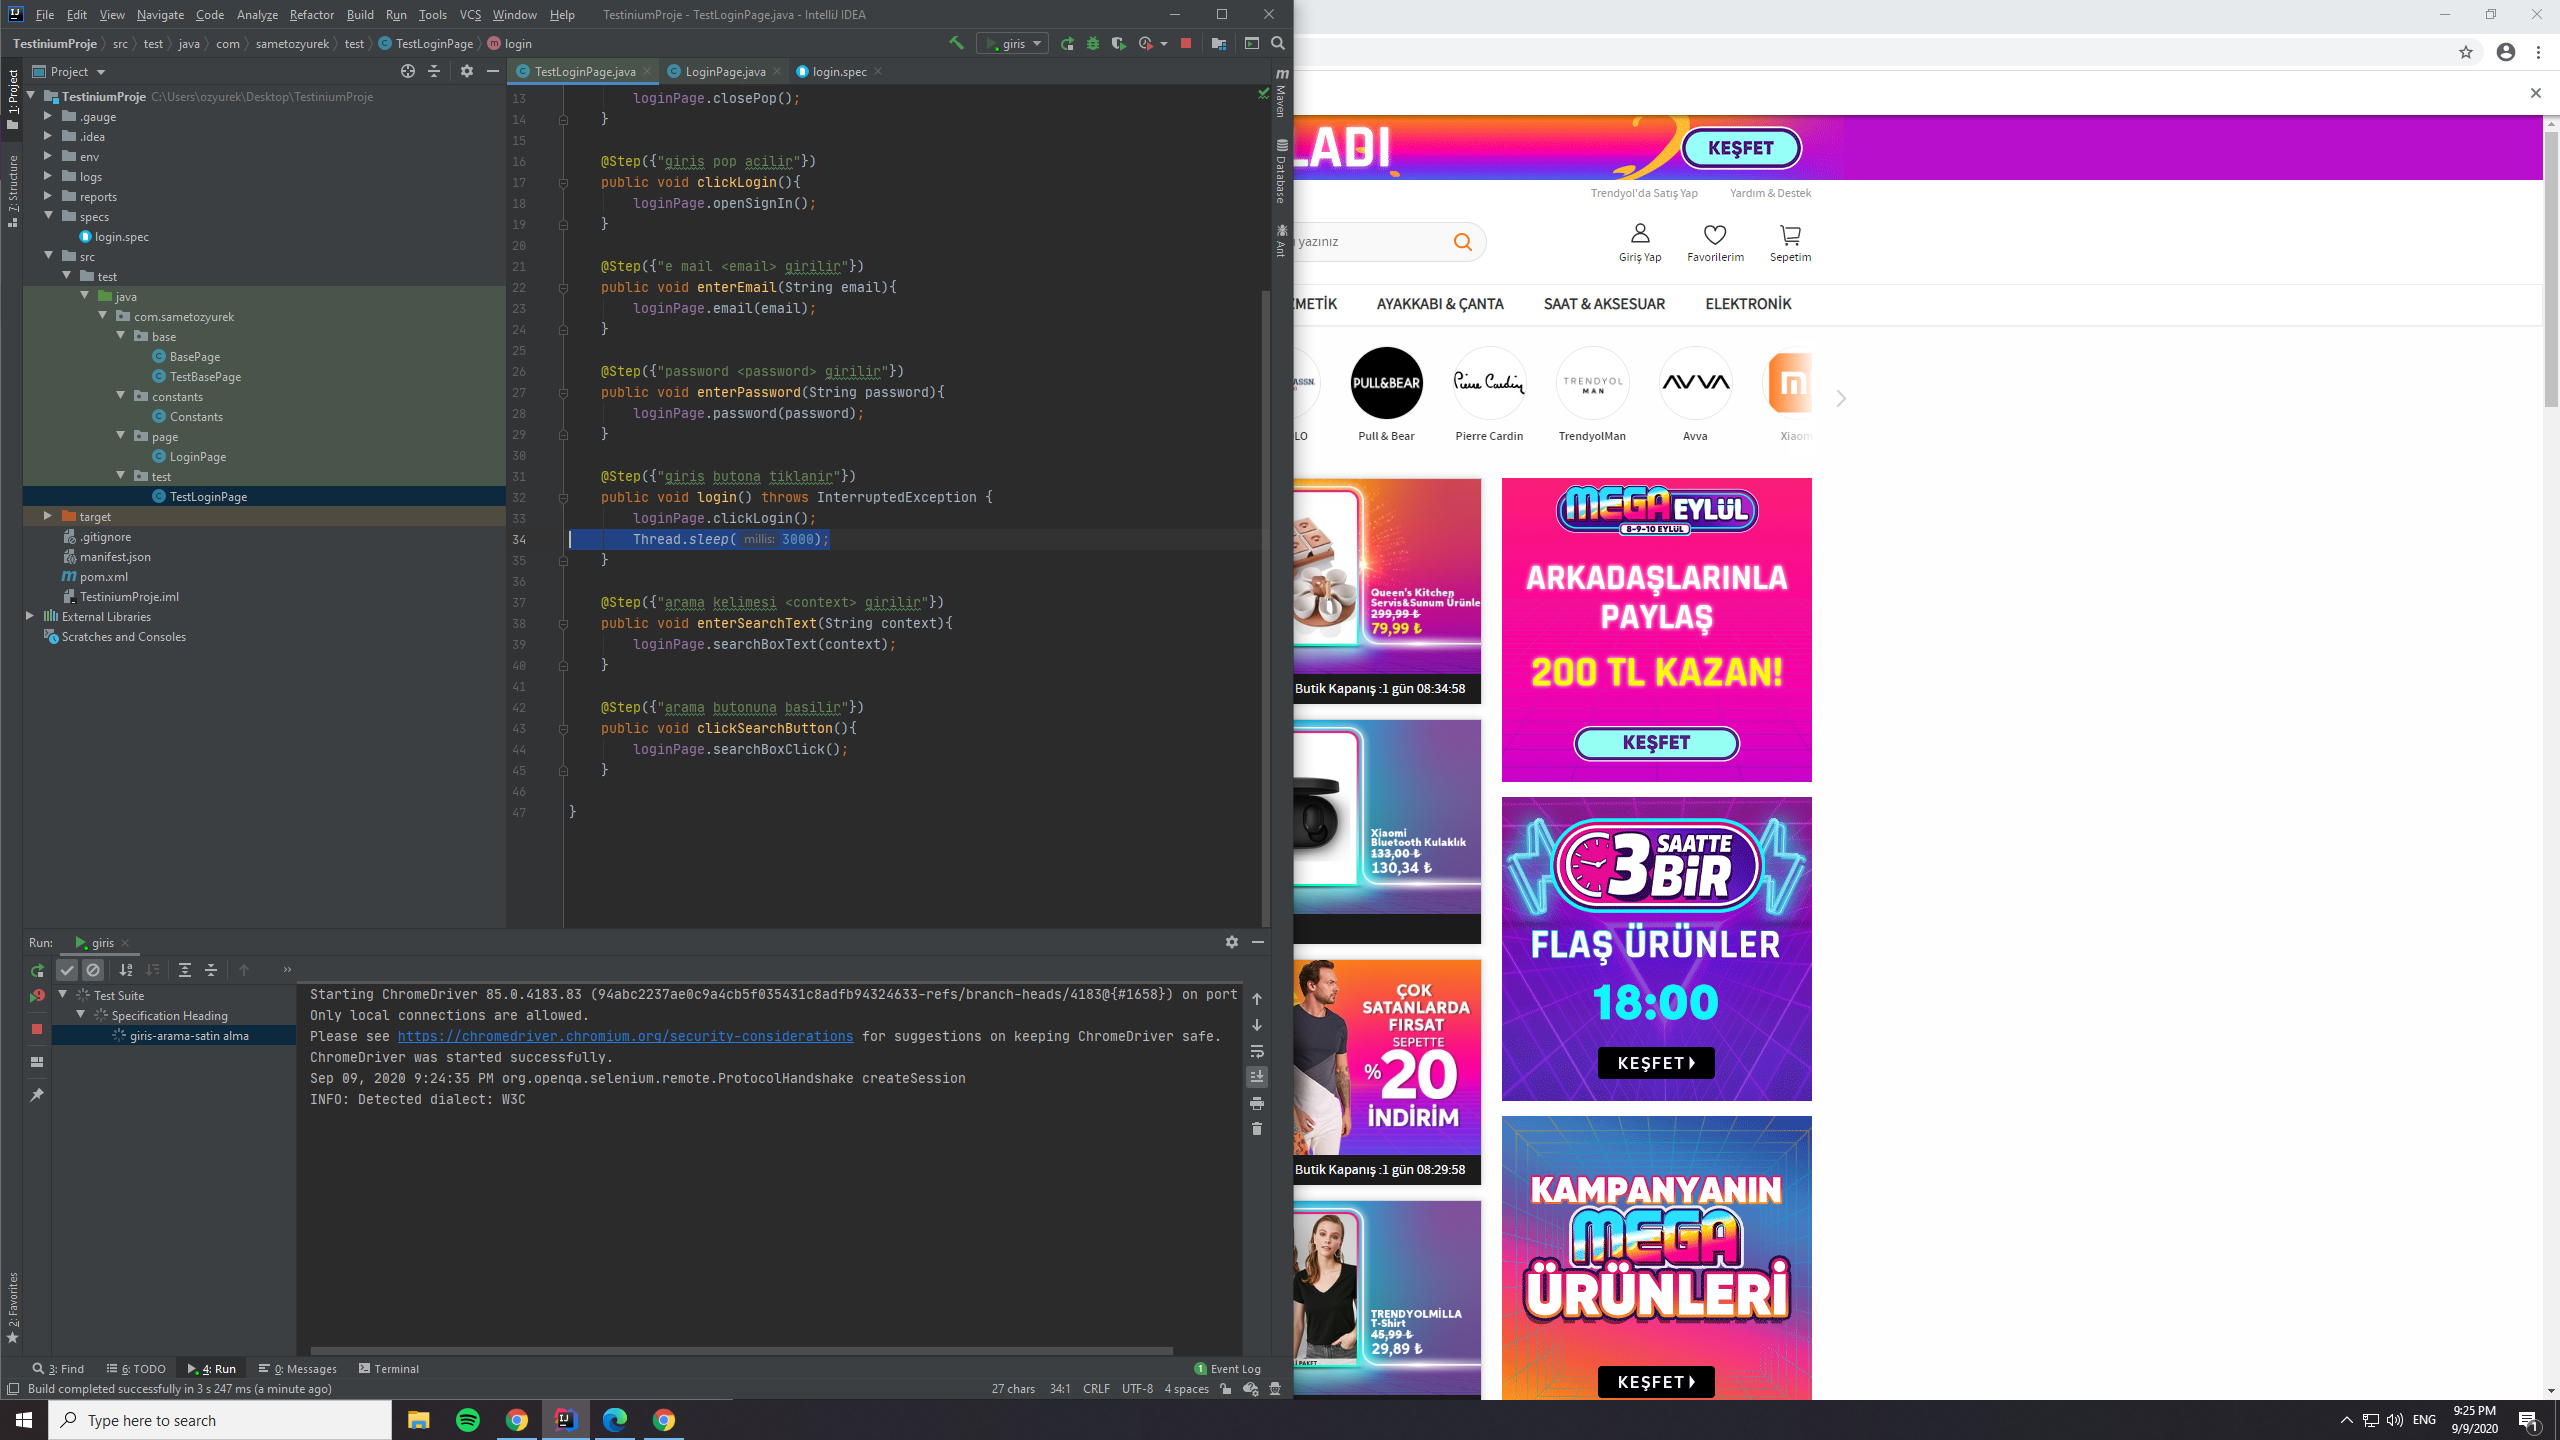 File Edit View Navigate Code Analyze Refactor Build Run Tools VCS Window Help TestiniumProje - TestLoginPage.java - IntelliJ IDEA
TestiniumProje src test java com sametozyurek test TestLoginPage login
giris
Project
TestLoginPage.java LoginPage.java login.spec
1: Project
7: Structure
2: Favorites
TestiniumProje C:\Users\ozyurek\Desktop\TestiniumProje
.gauge
.idea
env
logs
reports
specs
login.spec
src
test
java
com.sametozyurek
base
BasePage
TestBasePage
constants
Constants
page
LoginPage
test
TestLoginPage
target
.gitignore
manifest.json
pom.xml
TestiniumProje.iml
External Libraries
Scratches and Consoles
13 loginPage.closePop();
14 }
15
16 @Step({"giris pop acilir"})
17 public void clickLogin(){
18 loginPage.openSignIn();
19 }
20
21 @Step({"e mail <email> girilir"})
22 public void enterEmail(String email){
23 loginPage.email(email);
24 }
25
26 @Step({"password <password> girilir"})
27 public void enterPassword(String password){
28 loginPage.password(password);
29 }
30
31 @Step({"giris butona tiklanir"})
32 public void login() throws InterruptedException {
33 loginPage.clickLogin();
34 Thread.sleep( millis: 3000);
35 }
36
37 @Step({"arama kelimesi <context> girilir"})
38 public void enterSearchText(String context){
39 loginPage.searchBoxText(context);
40 }
41
42 @Step({"arama butonuna basilir"})
43 public void clickSearchButton(){
44 loginPage.searchBoxClick();
45 }
46
47 }
Maven
Database
Ant
Run: giris
Test Suite
Specification Heading
giris-arama-satin alma
Starting ChromeDriver 85.0.4183.83 (94abc2237ae0c9a4cb5f035431c8adfb94324633-refs/branch-heads/4183@{#1658}) on port
Only local connections are allowed.
Please see https://chromedriver.chromium.org/security-considerations for suggestions on keeping ChromeDriver safe.
ChromeDriver was started successfully.
Sep 09, 2020 9:24:35 PM org.openqa.selenium.remote.ProtocolHandshake createSession
INFO: Detected dialect: W3C
3: Find 6: TODO 4: Run 0: Messages Terminal 1 Event Log
Build completed successfully in 3 s 247 ms (a minute ago) 27 chars 34:1 CRLF UTF-8 4 spaces
Type here to search
ENG
9:25 PM
9/9/2020
1
LADI KEŞFET
Trendyol'da Satış Yap Yardım & Destek
yazınız
Giriş Yap Favorilerim Sepetim
METİK AYAKKABI & ÇANTA SAAT & AKSESUAR ELEKTRONİK
ASSN. PULL&BEAR Pierre Cardin TRENDYOL MAN AVVA
LO Pull & Bear Pierre Cardin TrendyolMan Avva Xiaom
Queen's Kitchen
Servis&Sunum Ürünle
299,99 ₺
79,99 ₺
Butik Kapanış :1 gün 08:34:58
Xiaomi
Bluetooth Kulaklık
133,00 ₺
130,34 ₺
ÇOK
SATANLARDA
FIRSAT
SEPETTE
%20
İNDİRİM
Butik Kapanış :1 gün 08:29:58
TRENDYOLMILLA
T-Shirt
45,99 ₺
29,89 ₺
Lİ PAKET
MEGA EYLÜL
8-9-10 EYLÜL
ARKADAŞLARINLA
PAYLAŞ
200 TL KAZAN!
KEŞFET
3 SAATTE
BİR
FLAŞ ÜRÜNLER
18:00
KEŞFET
KAMPANYANIN
MEGA
ÜRÜNLERİ
KEŞFET